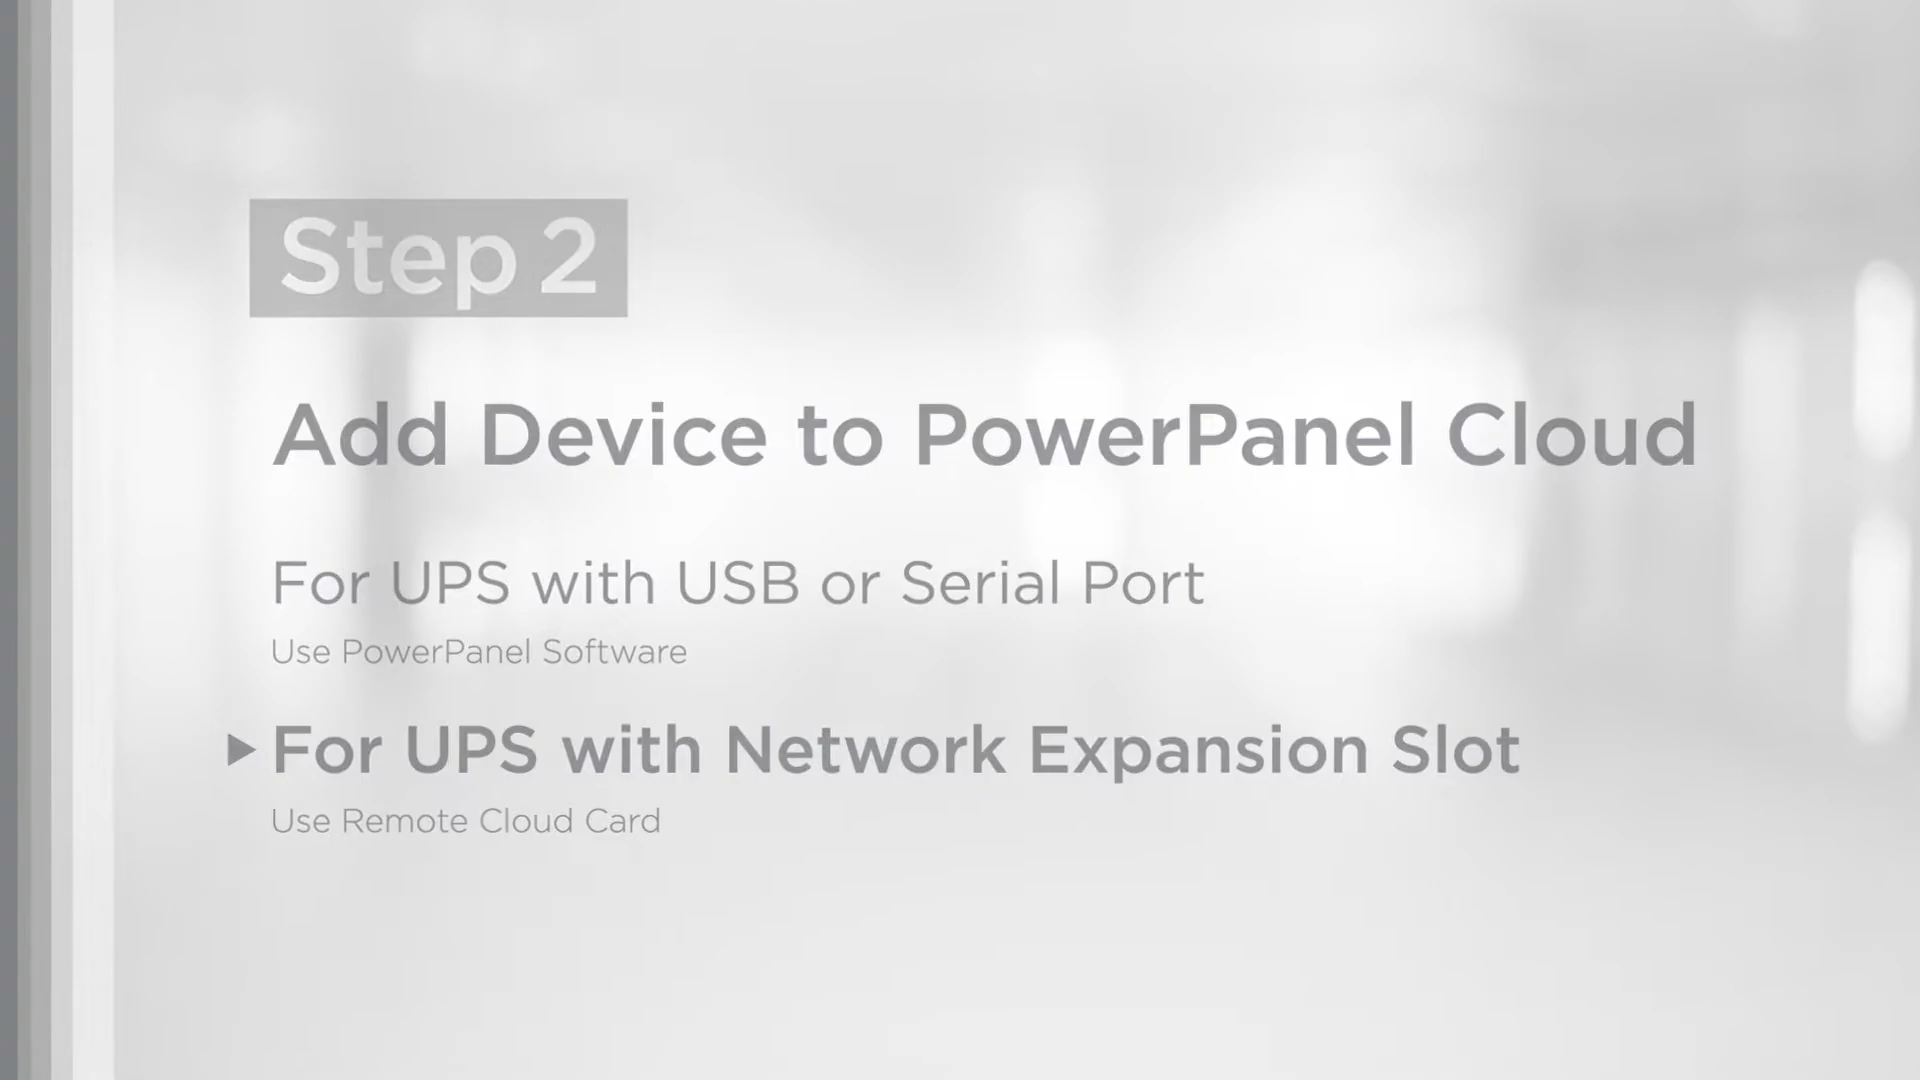 Step 2
Add Device to PowerPanel Cloud
For UPS with USB or Serial Port
Use PowerPanel Software
▶ For UPS with Network Expansion Slot
Use Remote Cloud Card